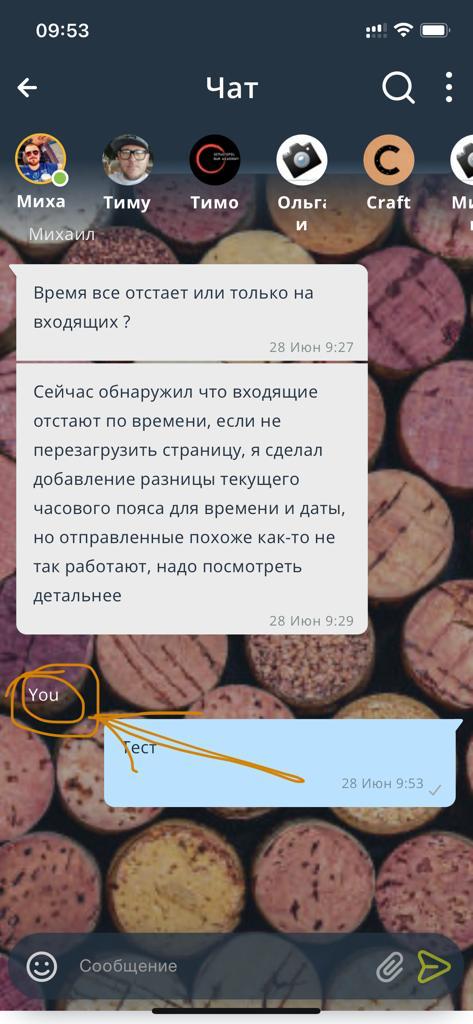 09:53
Чат
Миха
Тиму
Тимо
Ольга
и
Craft
Ми
Михаил
Время все отстает или только на
входящих ?
28 Июн 9:27
Сейчас обнаружил что входящие
отстают по времени, если не
перезагрузить страницу, я сделал
добавление разницы текущего
часового пояса для времени и даты,
но отправленные похоже как-то не
так работают, надо посмотреть
детальнее
28 Июн 9:29
You
Тест
28 Июн 9:53
Сообщение